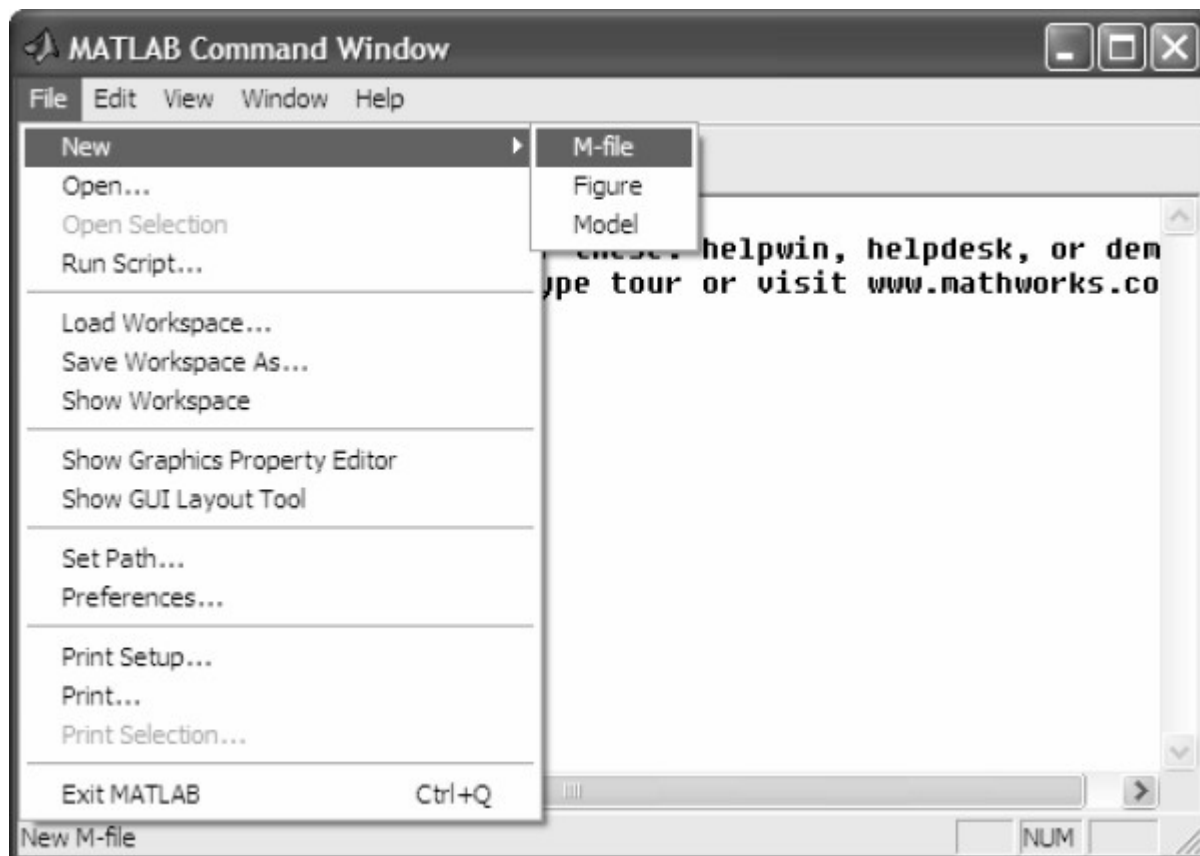 MATLAB Command Window
File Edit View Window Help
New
M-file
Figure
Model
Open...
Open Selection
Run Script...
Load Workspace...
Save Workspace As...
Show Workspace
Show Graphics Property Editor
Show GUI Layout Tool
Set Path...
Preferences...
Print Setup...
Print...
Print Selection...
Exit MATLAB Ctrl+Q
helpwin, helpdesk, or dem
ype tour or visit www.mathworks.co
New M-file
NUM